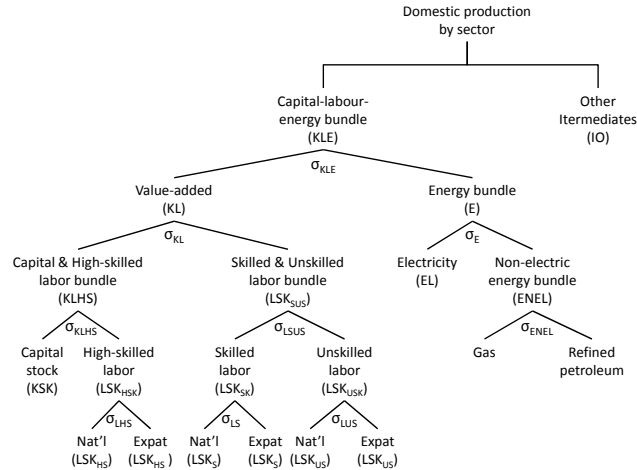 Domestic production
by sector
Capital-labour-
energy bundle
(KLE)
Other
Itermediates
(IO)
σKLE
Value-added
(KL)
Energy bundle
(E)
σKL
σE
Capital & High-skilled
labor bundle
(KLHS)
Skilled & Unskilled
labor bundle
(LSKSUS)
Electricity
(EL)
Non-electric
energy bundle
(ENEL)
σKLHS
σLSUS
σENEL
Capital
stock
(KSK)
High-skilled
labor
(LSKHSK)
Skilled
labor
(LSKSK)
Unskilled
labor
(LSKUSK)
Gas
Refined
petroleum
σLHS
σLS
σLUS
Nat'l
(LSKHS)
Expat
(LSKHS )
Nat'l
(LSKS)
Expat
(LSKS)
Nat'l
(LSKUS)
Expat
(LSKUS)